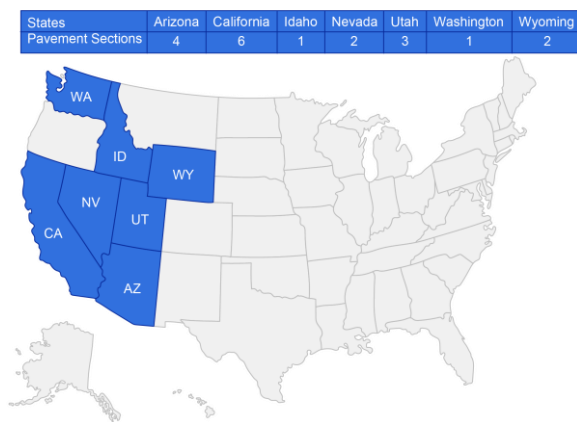 States Arizona California Idaho Nevada Utah Washington Wyoming
Pavement Sections 4 6 1 2 3 1 2
WA
ID
WY
NV
UT
CA
AZ